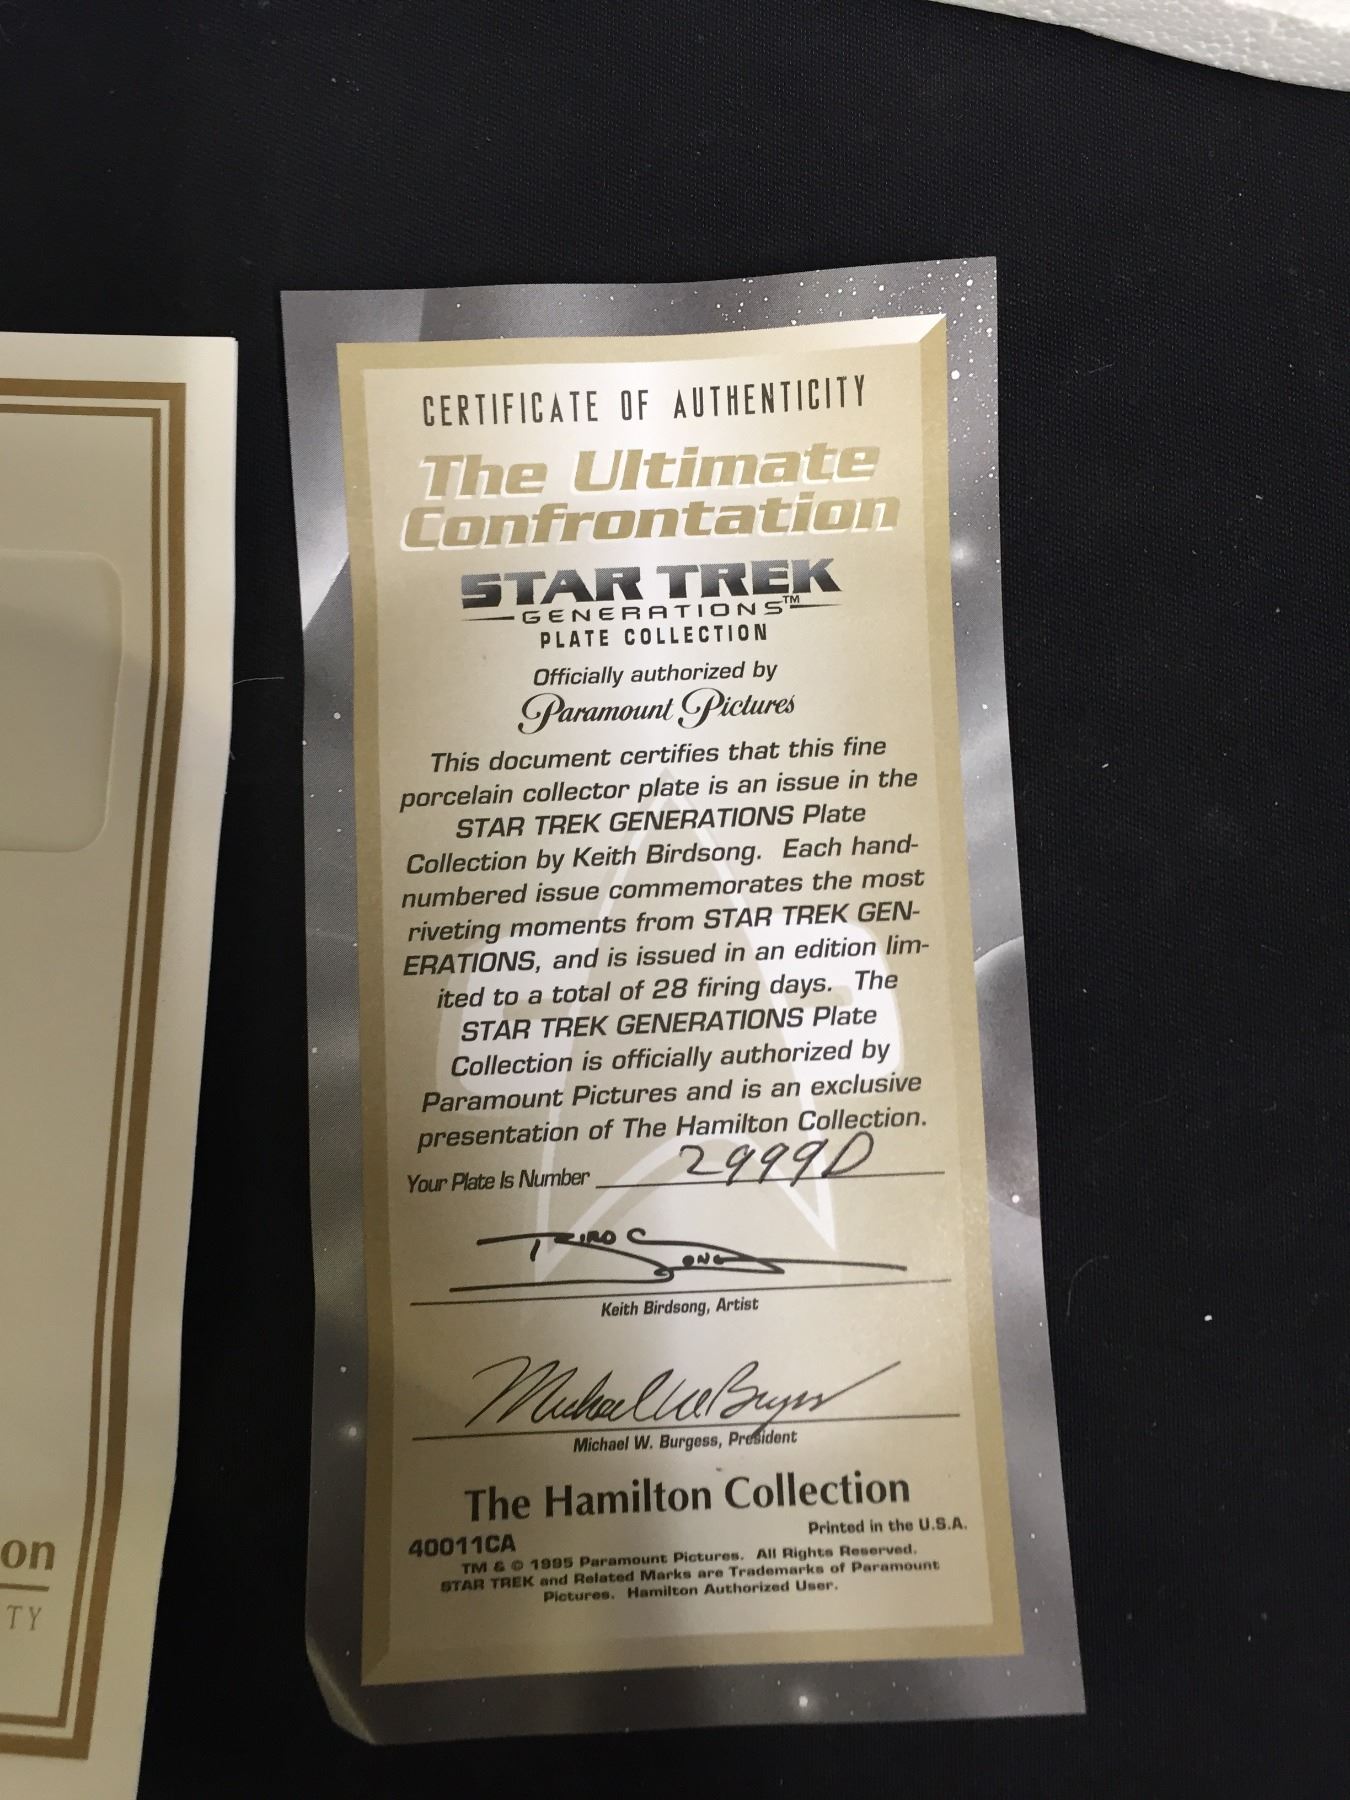 CERTIFICATE OF AUTHENTICITY
The Ultimate
Confrontation
STAR TREK
GENERATIONS™
PLATE COLLECTION
Officially authorized by
Paramount Pictures
This document certifies that this fine
porcelain collector plate is an issue in the
STAR TREK GENERATIONS Plate
Collection by Keith Birdsong. Each hand-
numbered issue commemorates the most
riveting moments from STAR TREK GEN-
ERATIONS, and is issued in an edition lim-
ited to a total of 28 firing days. The
STAR TREK GENERATIONS Plate
Collection is officially authorized by
Paramount Pictures and is an exclusive
presentation of The Hamilton Collection.
Your Plate Is Number 2999D
BIRDSONG
Keith Birdsong, Artist
Michael W Burgess
Michael W. Burgess, President
The Hamilton Collection
Printed in the U.S.A.
40011CA
TM & © 1995 Paramount Pictures. All Rights Reserved.
STAR TREK and Related Marks are Trademarks of Paramount
Pictures. Hamilton Authorized User.
on
TY